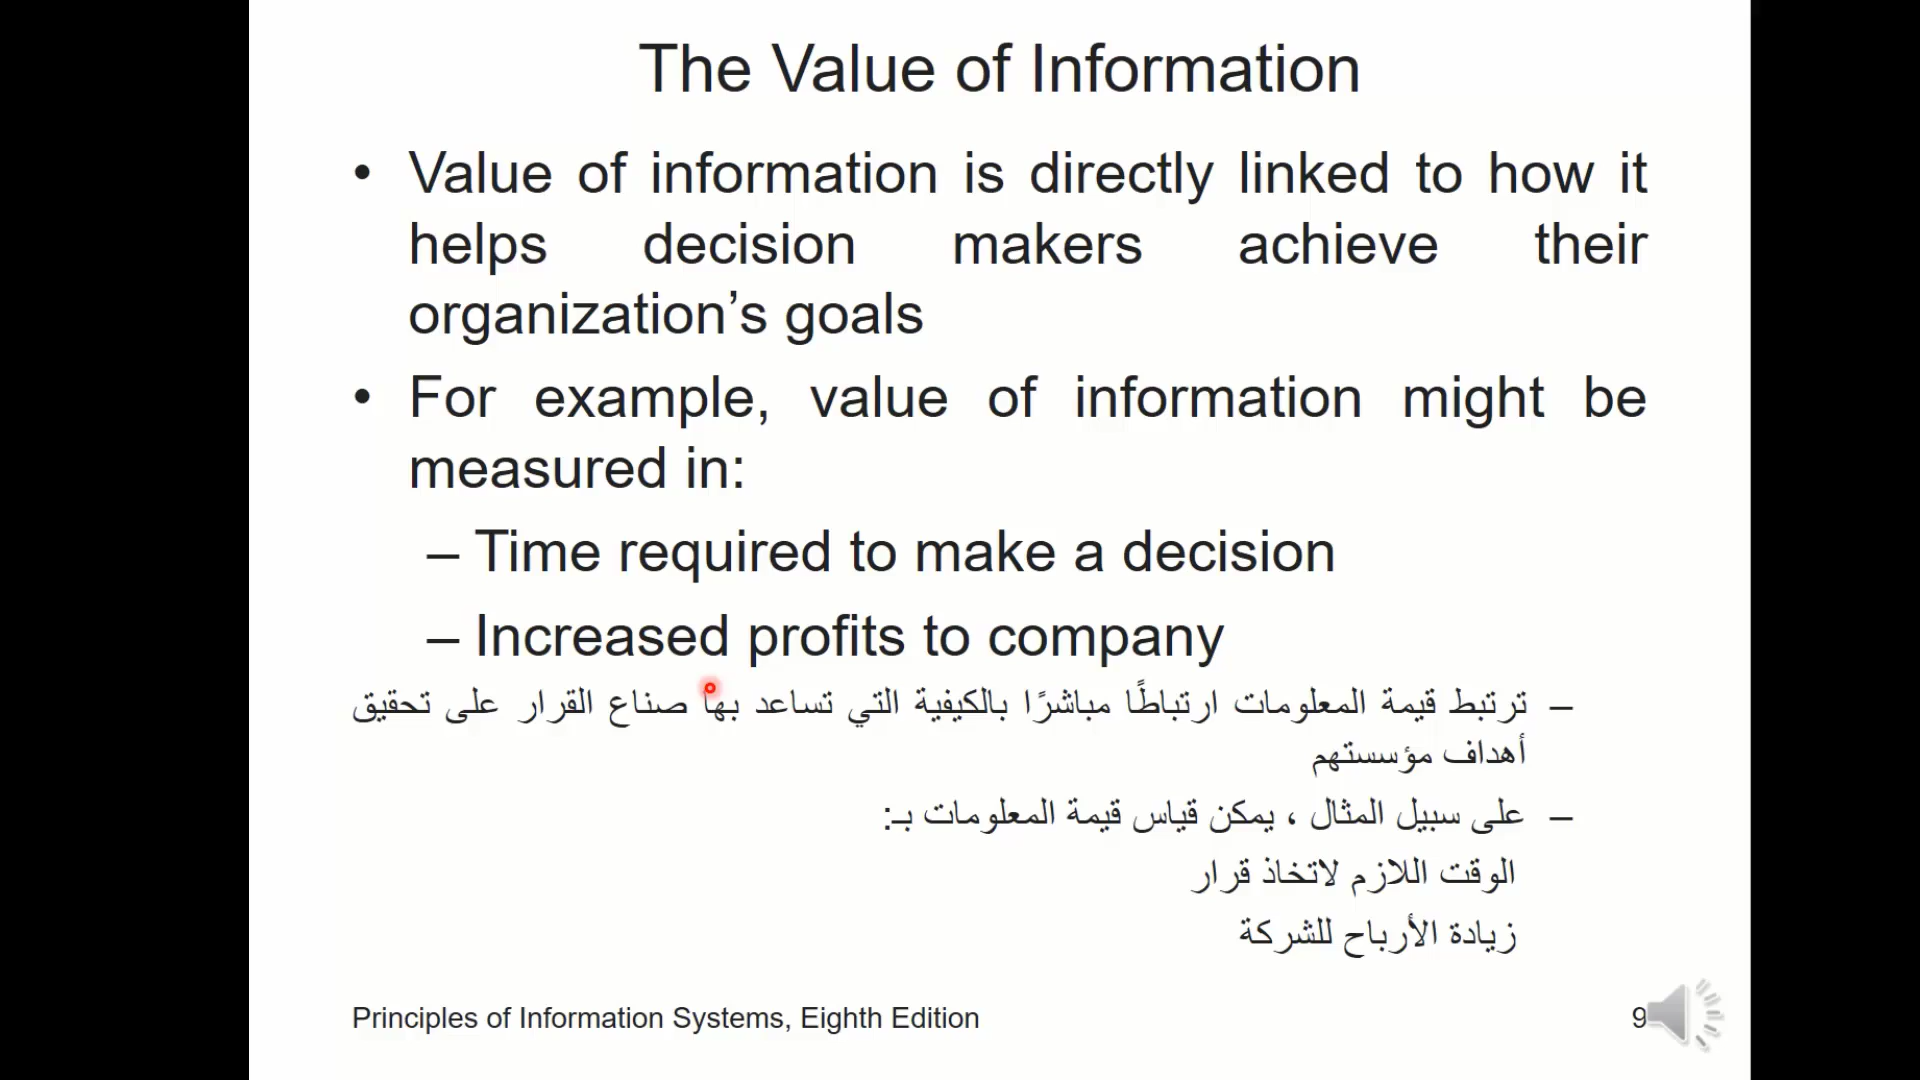 The Value of Information
• Value of information is directly linked to how it
helps decision makers achieve their
organization’s goals
• For example, value of information might be
measured in:
– Time required to make a decision
– Increased profits to company
– ترتبط قيمة المعلومات ارتباطًا مباشرًا بالكيفية التي تساعد بها صناع القرار على تحقيق
أهداف مؤسستهم
– على سبيل المثال ، يمكن قياس قيمة المعلومات بـ:
الوقت اللازم لاتخاذ قرار
زيادة الأرباح للشركة
Principles of Information Systems, Eighth Edition
9